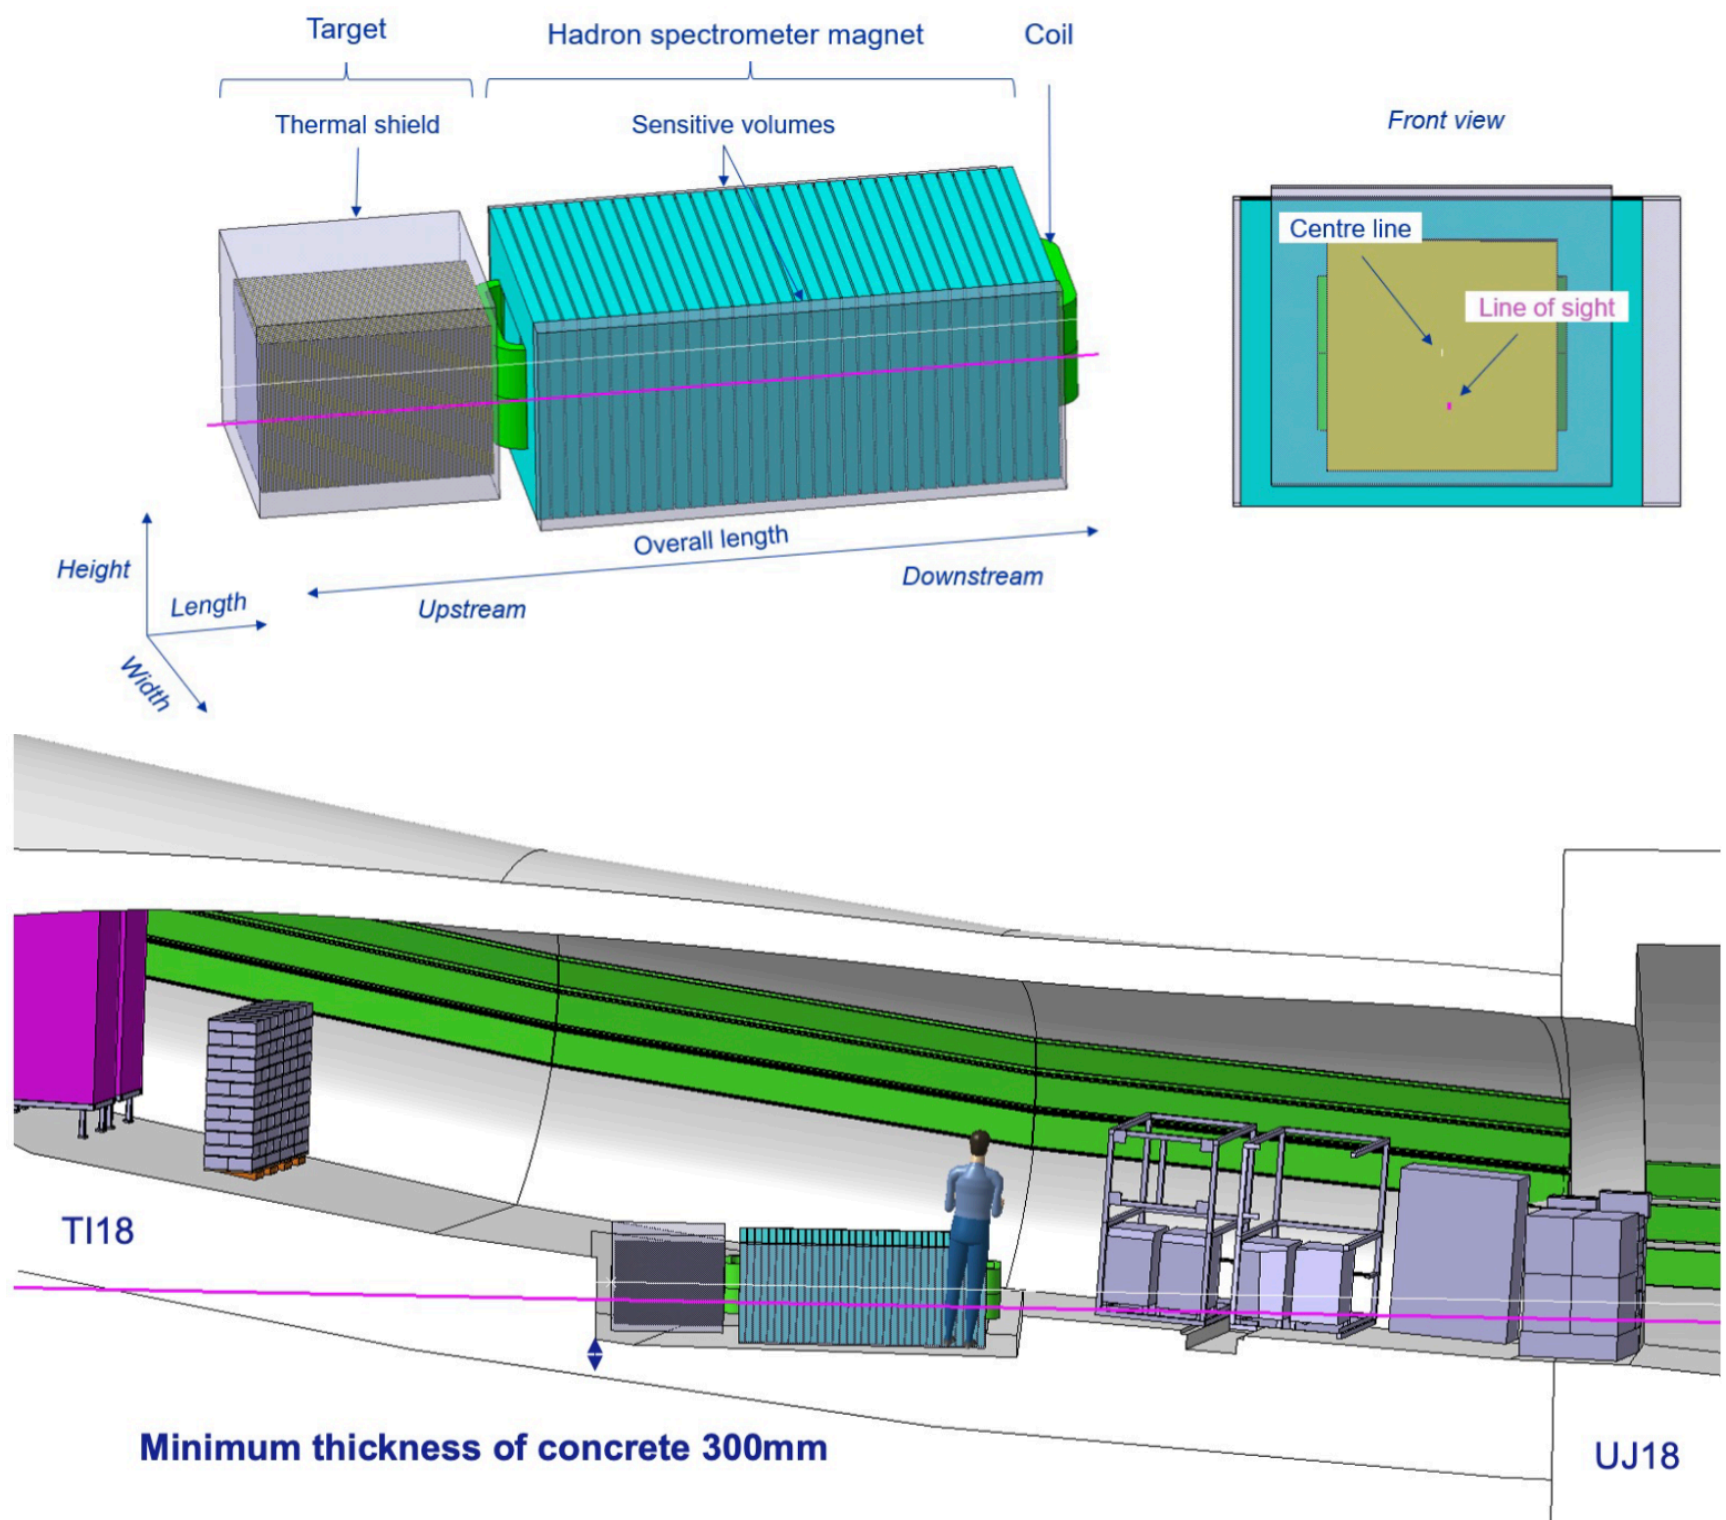 Target
Hadron spectrometer magnet
Coil
Thermal shield
Sensitive volumes
Front view
Centre line
Line of sight
Overall length
Height
Length
Width
Upstream
Downstream
TI18
Minimum thickness of concrete 300mm
UJ18